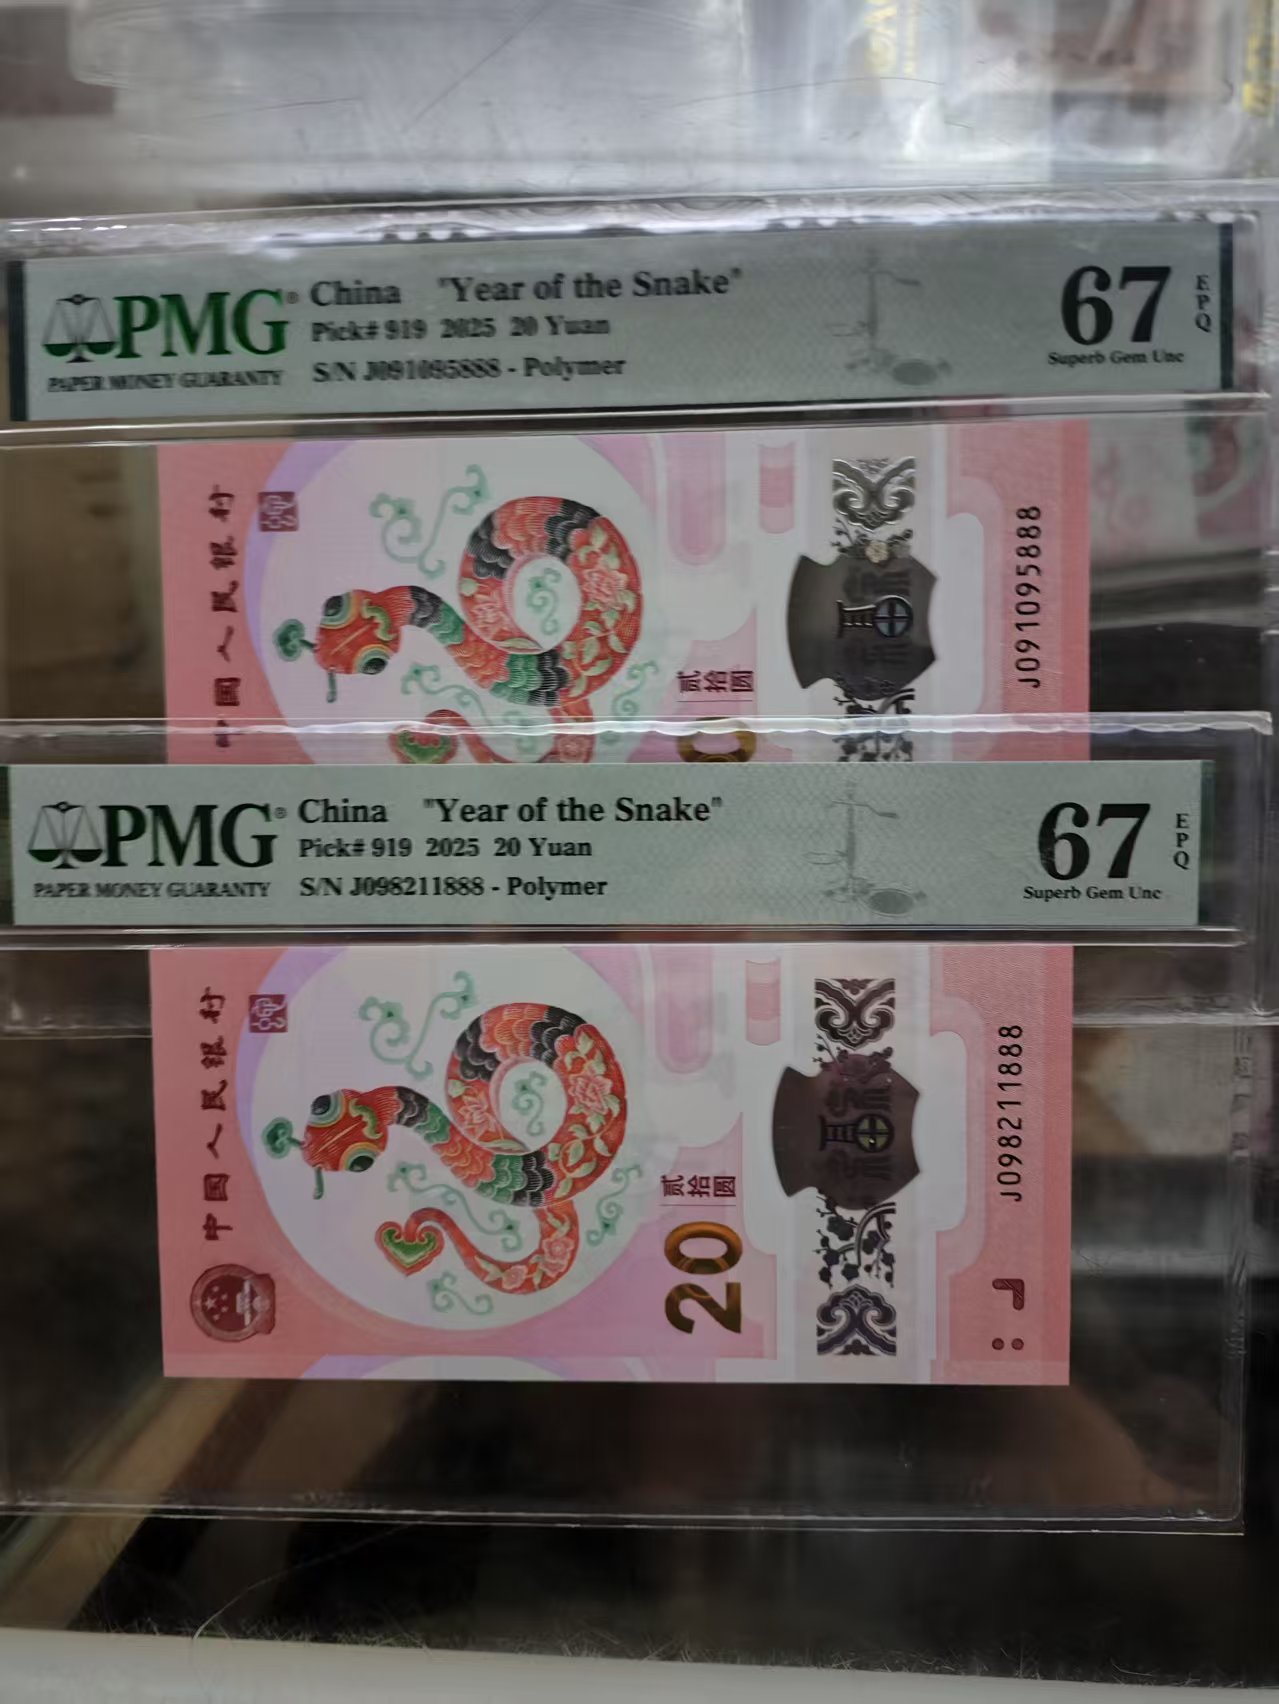 PMG® China "Year of the Snake"
Pick# 919 2025 20 Yuan
PAPER MONEY GUARANTY S/N J091095888 - Polymer
67
EPQ
Superb Gem Unc
中国人民银行
贰拾圆
0
J091095888
PMG® China "Year of the Snake"
Pick# 919 2025 20 Yuan
PAPER MONEY GUARANTY S/N J098211888 - Polymer
67
EPQ
Superb Gem Unc
中国人民银行
贰拾圆
20
J098211888